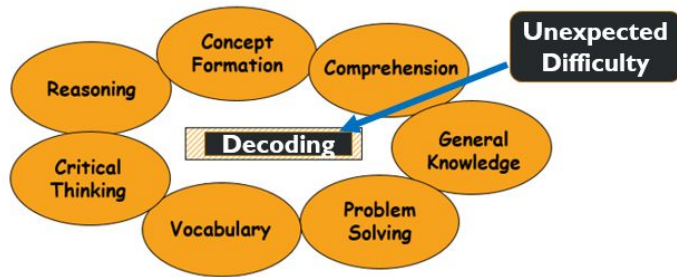 Concept
Formation
Comprehension
Unexpected
Difficulty
Reasoning
Decoding
General
Knowledge
Critical
Thinking
Vocabulary
Problem
Solving